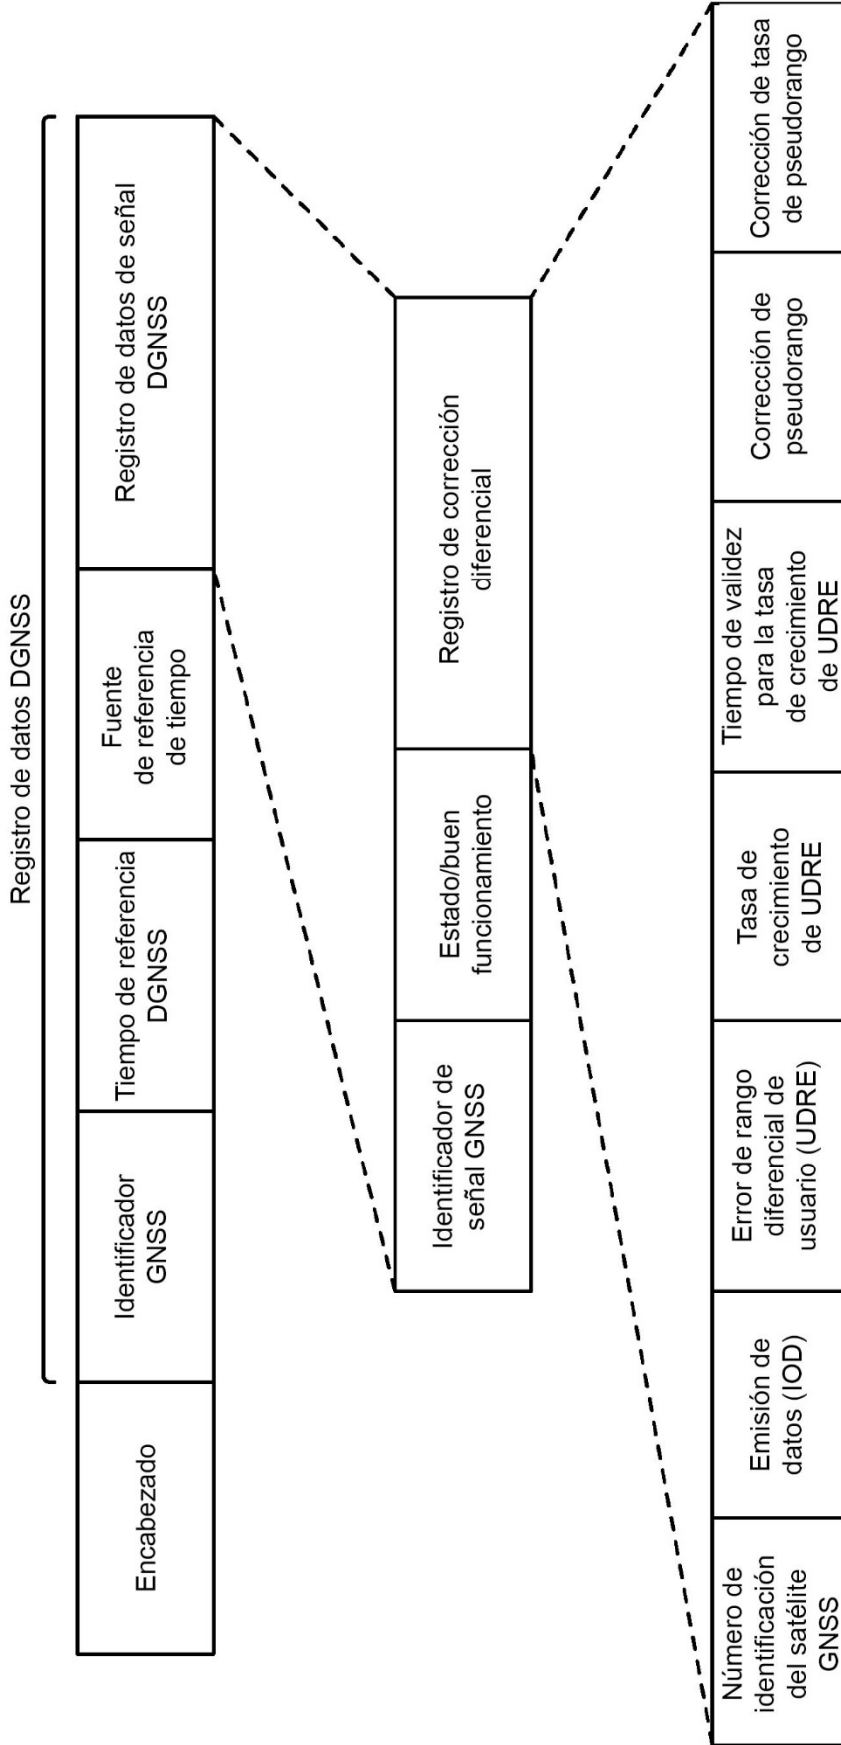 Registro de datos DGNSS
Encabezado
Identificador
GNSS
Tiempo de referencia
DGNSS
Fuente
de referencia
de tiempo
Registro de datos de señal
DGNSS
Identificador de
señal GNSS
Estado/buen
funcionamiento
Registro de corrección
diferencial
Número de
identificación
del satélite
GNSS
Emisión de
datos (IOD)
Error de rango
diferencial de
usuario (UDRE)
Tasa de
crecimiento
de UDRE
Tiempo de validez
para la tasa
de crecimiento
de UDRE
Corrección de
pseudorango
Corrección de tasa
de pseudorango